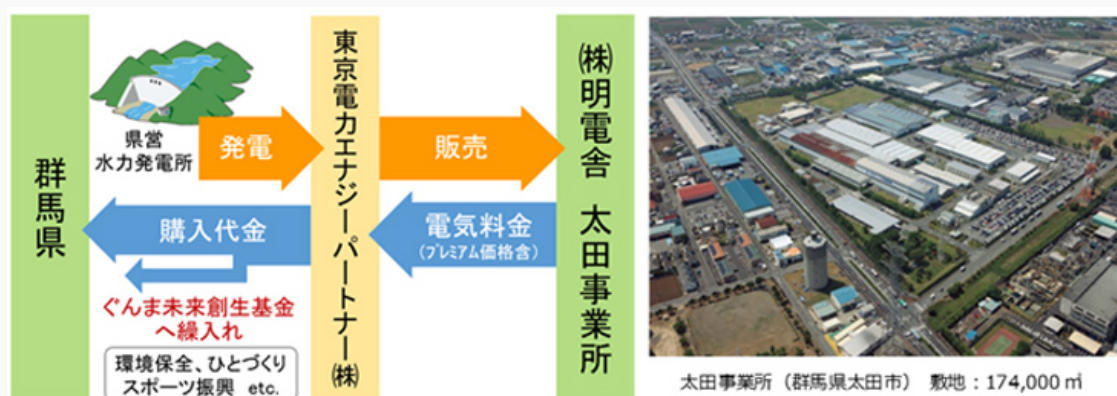 群馬県
県営
水力発電所
発電
東京電力エナジーパートナー(株)
販売
(株)明電舎 太田事業所
購入代金
電気料金
(プレミアム価格含)
ぐんま未来創生基金
へ繰入れ
環境保全、ひとづくり
スポーツ振興 etc.
太田事業所（群馬県太田市） 敷地：174,000㎡